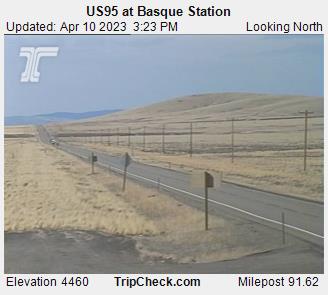 US95 at Basque Station
Updated: Apr 10 2023 3:23 PM Looking North
Elevation 4460 TripCheck.com Milepost 91.62